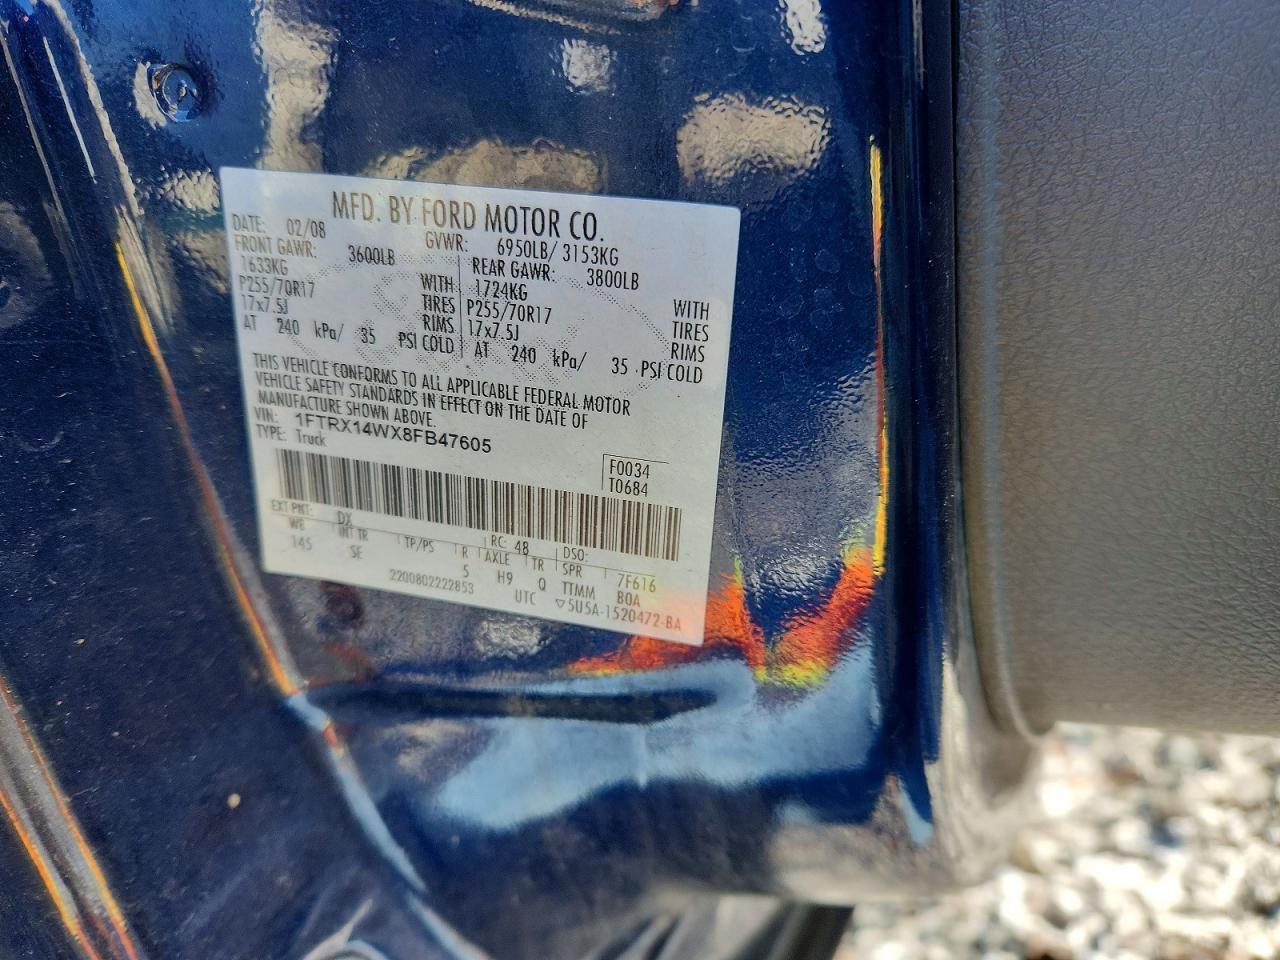 MFD. BY FORD MOTOR CO.
DATE: 02/08 GVWR: 6950LB/ 3153KG
FRONT GAWR: 3600LB REAR GAWR: 3800LB
1633KG WITH 1724KG WITH
P255/70R17 TIRES P255/70R17 TIRES
17x7.5J RIMS 17x7.5J RIMS
AT 240 kPa/ 35 PSI COLD AT 240 kPa/ 35 PSI COLD
THIS VEHICLE CONFORMS TO ALL APPLICABLE FEDERAL MOTOR
VEHICLE SAFETY STANDARDS IN EFFECT ON THE DATE OF
MANUFACTURE SHOWN ABOVE.
VIN: 1FTRX14WX8FB47605
TYPE: Truck
F0034
T0684
EXT PNT: DX RC: 48 DSO:
WB INT TR TP/PS R AXLE TR SPR 7F616
145 SE 5 H9 Q TTMM BOA
2200802222853 UTC ▽5U5A-1520472-BA